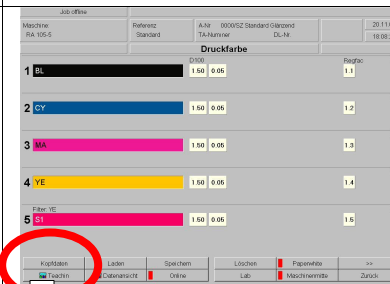 Job offline
Maschine: Referenz A-Nr 0000/SZ Standard Glänzend 20.11.
RA 105-5 Standard TA-Nummer DL-Nr. 18:08:
Druckfarbe
D100 Regfac
1 BL 1.50 0.05 1.1
2 CY 1.50 0.05 1.2
3 MA 1.50 0.05 1.3
4 YE 1.50 0.05 1.4
Filter: YE
5 S1 1.50 0.05 1.5
Kopfdaten Laden Speichern Löschen Paperwhite >>
Teachin Datenansicht Online Lab Maschinenmitte Zurück